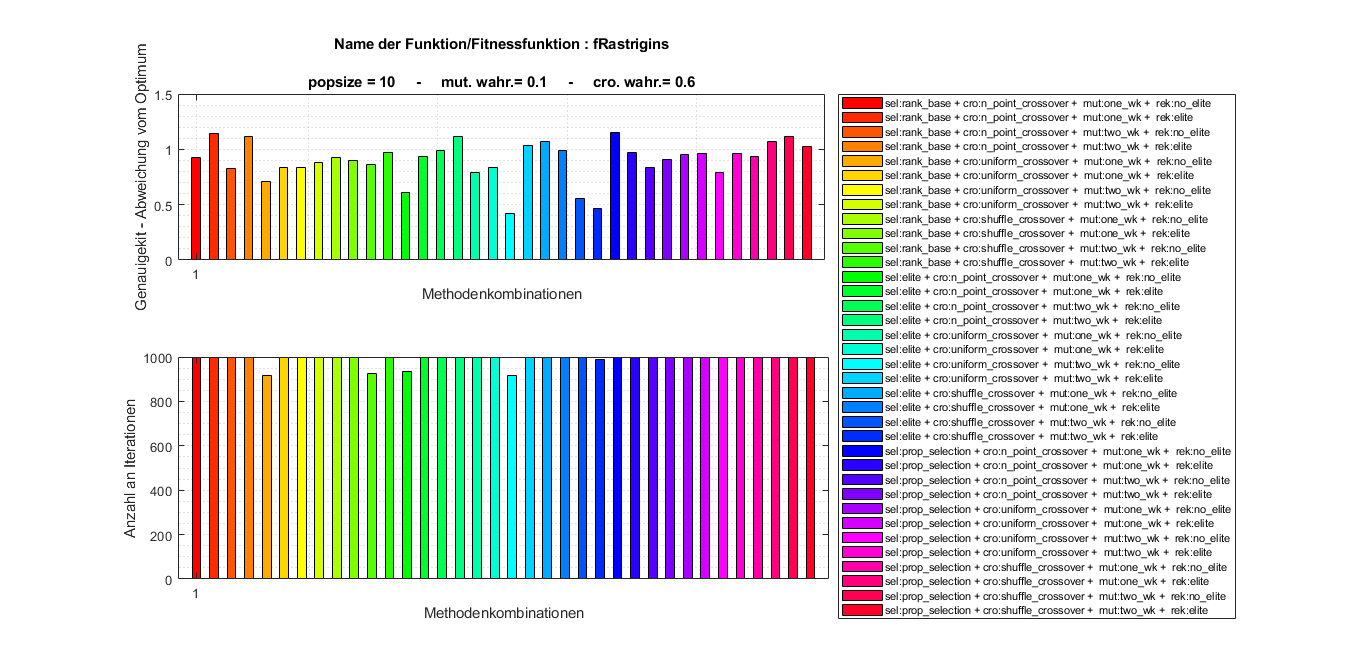 Name der Funktion/Fitnessfunktion : fRastrigins
popsize = 10 - mut. wahr.= 0.1 - cro. wahr.= 0.6
Genauigekit - Abweichung vom Optimum
1.5
1
0.5
0
1
Methodenkombinationen
Anzahl an Iterationen
1000
800
600
400
200
0
1
Methodenkombinationen
sel:rank_base + cro:n_point_crossover + mut:one_wk + rek:no_elite
sel:rank_base + cro:n_point_crossover + mut:one_wk + rek:elite
sel:rank_base + cro:n_point_crossover + mut:two_wk + rek:no_elite
sel:rank_base + cro:n_point_crossover + mut:two_wk + rek:elite
sel:rank_base + cro:uniform_crossover + mut:one_wk + rek:no_elite
sel:rank_base + cro:uniform_crossover + mut:one_wk + rek:elite
sel:rank_base + cro:uniform_crossover + mut:two_wk + rek:no_elite
sel:rank_base + cro:uniform_crossover + mut:two_wk + rek:elite
sel:rank_base + cro:shuffle_crossover + mut:one_wk + rek:no_elite
sel:rank_base + cro:shuffle_crossover + mut:one_wk + rek:elite
sel:rank_base + cro:shuffle_crossover + mut:two_wk + rek:no_elite
sel:rank_base + cro:shuffle_crossover + mut:two_wk + rek:elite
sel:elite + cro:n_point_crossover + mut:one_wk + rek:no_elite
sel:elite + cro:n_point_crossover + mut:one_wk + rek:elite
sel:elite + cro:n_point_crossover + mut:two_wk + rek:no_elite
sel:elite + cro:n_point_crossover + mut:two_wk + rek:elite
sel:elite + cro:uniform_crossover + mut:one_wk + rek:no_elite
sel:elite + cro:uniform_crossover + mut:one_wk + rek:elite
sel:elite + cro:uniform_crossover + mut:two_wk + rek:no_elite
sel:elite + cro:uniform_crossover + mut:two_wk + rek:elite
sel:elite + cro:shuffle_crossover + mut:one_wk + rek:no_elite
sel:elite + cro:shuffle_crossover + mut:one_wk + rek:elite
sel:elite + cro:shuffle_crossover + mut:two_wk + rek:no_elite
sel:elite + cro:shuffle_crossover + mut:two_wk + rek:elite
sel:prop_selection + cro:n_point_crossover + mut:one_wk + rek:no_elite
sel:prop_selection + cro:n_point_crossover + mut:one_wk + rek:elite
sel:prop_selection + cro:n_point_crossover + mut:two_wk + rek:no_elite
sel:prop_selection + cro:n_point_crossover + mut:two_wk + rek:elite
sel:prop_selection + cro:uniform_crossover + mut:one_wk + rek:no_elite
sel:prop_selection + cro:uniform_crossover + mut:one_wk + rek:elite
sel:prop_selection + cro:uniform_crossover + mut:two_wk + rek:no_elite
sel:prop_selection + cro:uniform_crossover + mut:two_wk + rek:elite
sel:prop_selection + cro:shuffle_crossover + mut:one_wk + rek:no_elite
sel:prop_selection + cro:shuffle_crossover + mut:one_wk + rek:elite
sel:prop_selection + cro:shuffle_crossover + mut:two_wk + rek:no_elite
sel:prop_selection + cro:shuffle_crossover + mut:two_wk + rek:elite